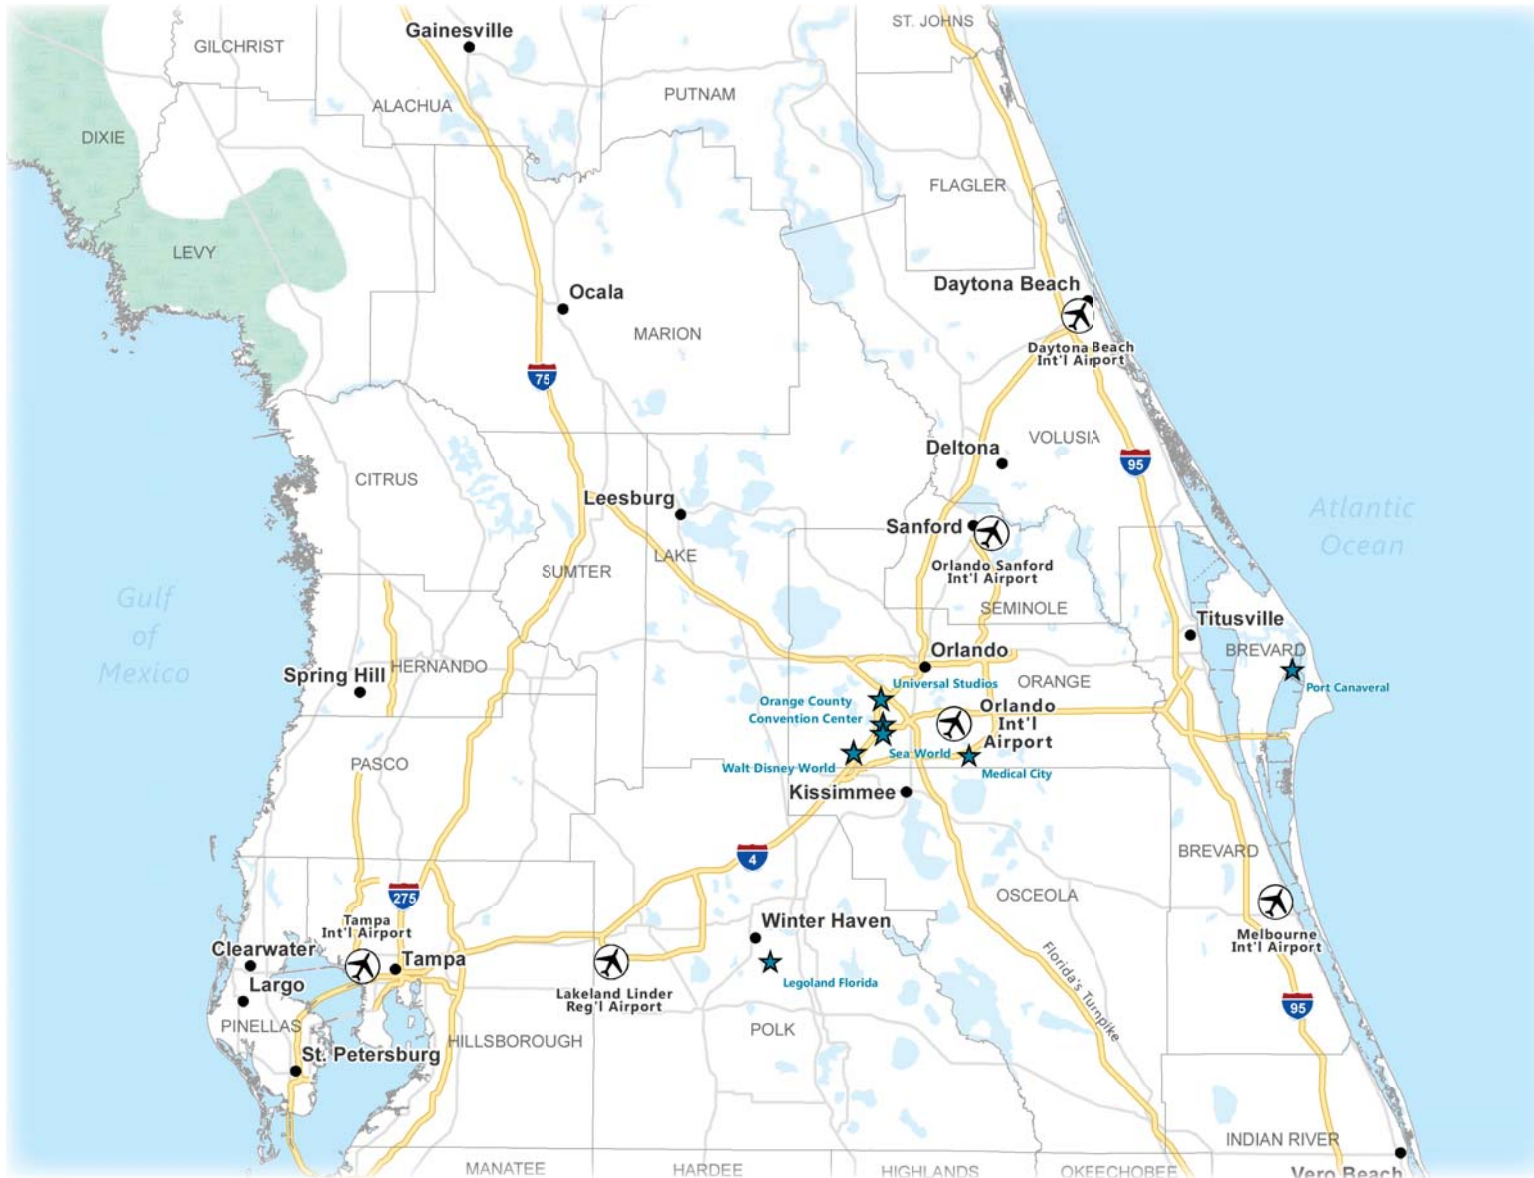 ST. JOHNS
Gainesville
GILCHRIST
PUTNAM
ALACHUA
DIXIE
FLAGLER
LEVY
Daytona Beach
Ocala
MARION
Daytona Beach
Int'l Airport
75
VOLUSIA
Deltona
95
CITRUS
Leesburg
Atlantic
Ocean
Sanford
LAKE
Orlando Sanford
Int'l Airport
SUMTER
Gulf
of
Mexico
SEMINOLE
Titusville
Orlando
BREVARD
HERNANDO
Spring Hill
Universal Studios
ORANGE
Port Canaveral
Orange County
Convention Center
Orlando
Int'l
Airport
Sea World
Walt Disney World
Medical City
PASCO
Kissimmee
BREVARD
4
275
OSCEOLA
Tampa
Int'l Airport
Winter Haven
Melbourne
Int'l Airport
Clearwater
Tampa
Largo
Legoland Florida
Lakeland Linder
Reg'l Airport
Florida's Turnpike
95
PINELLAS
POLK
HILLSBOROUGH
St. Petersburg
INDIAN RIVER
MANATEE
HARDEE
HIGHLANDS
OKEECHOBEE
Vero Beach